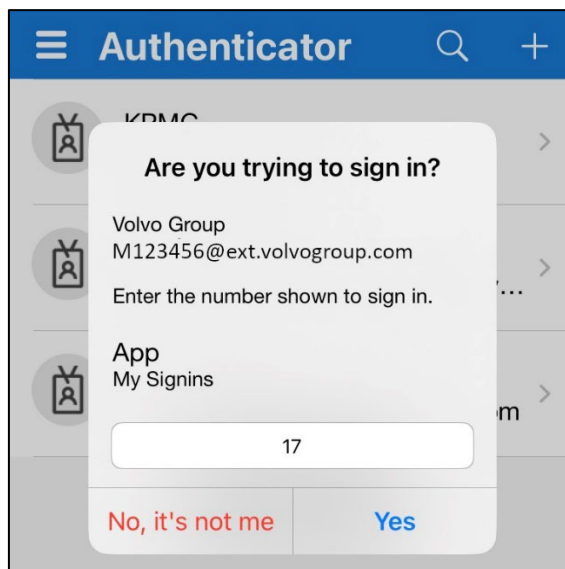 Authenticator
KPMG
Are you trying to sign in?
Volvo Group
M123456@ext.volvogroup.com
Enter the number shown to sign in.
App
My Signins
17
No, it's not me
Yes